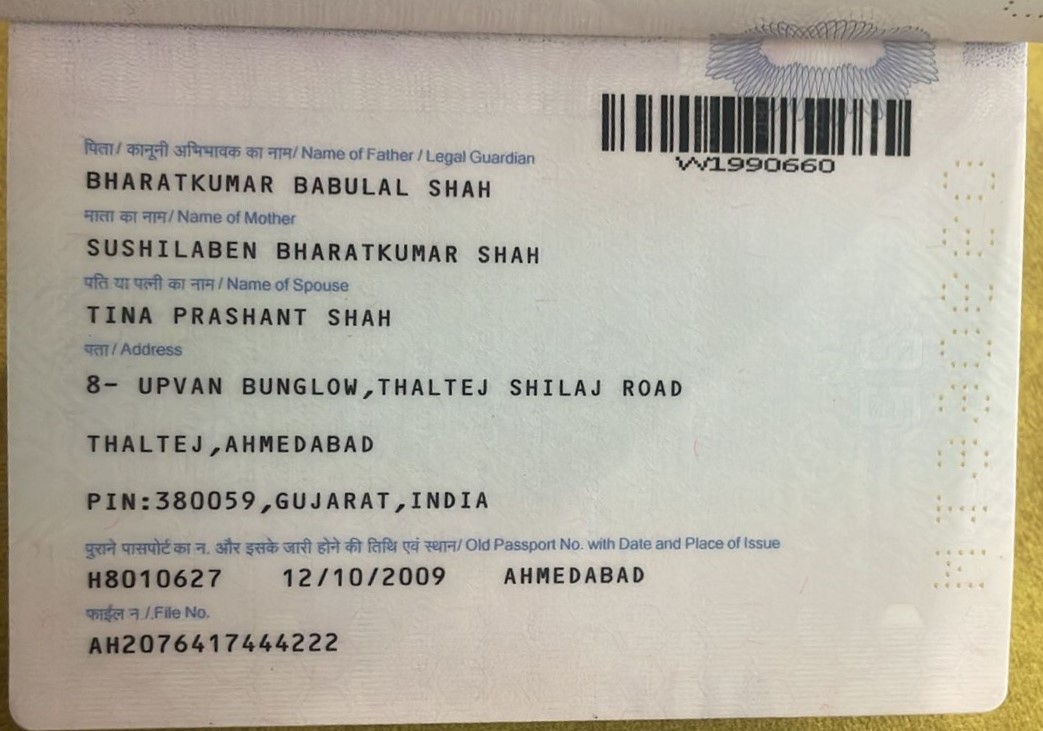 W1990660
पिता/ कानूनी अभिभावक का नाम/ Name of Father / Legal Guardian
BHARATKUMAR BABULAL SHAH
माता का नाम/ Name of Mother
SUSHILABEN BHARATKUMAR SHAH
पति या पत्नी का नाम / Name of Spouse
TINA PRASHANT SHAH
पता / Address
8- UPVAN BUNGLOW,THALTEJ SHILAJ ROAD
THALTEJ,AHMEDABAD
PIN:380059,GUJARAT,INDIA
पुराने पासपोर्ट का न. और इसके जारी होने की तिथि एवं स्थान/ Old Passport No. with Date and Place of Issue
H8010627 12/10/2009 AHMEDABAD
फाईल न./.File No.
AH2076417444222